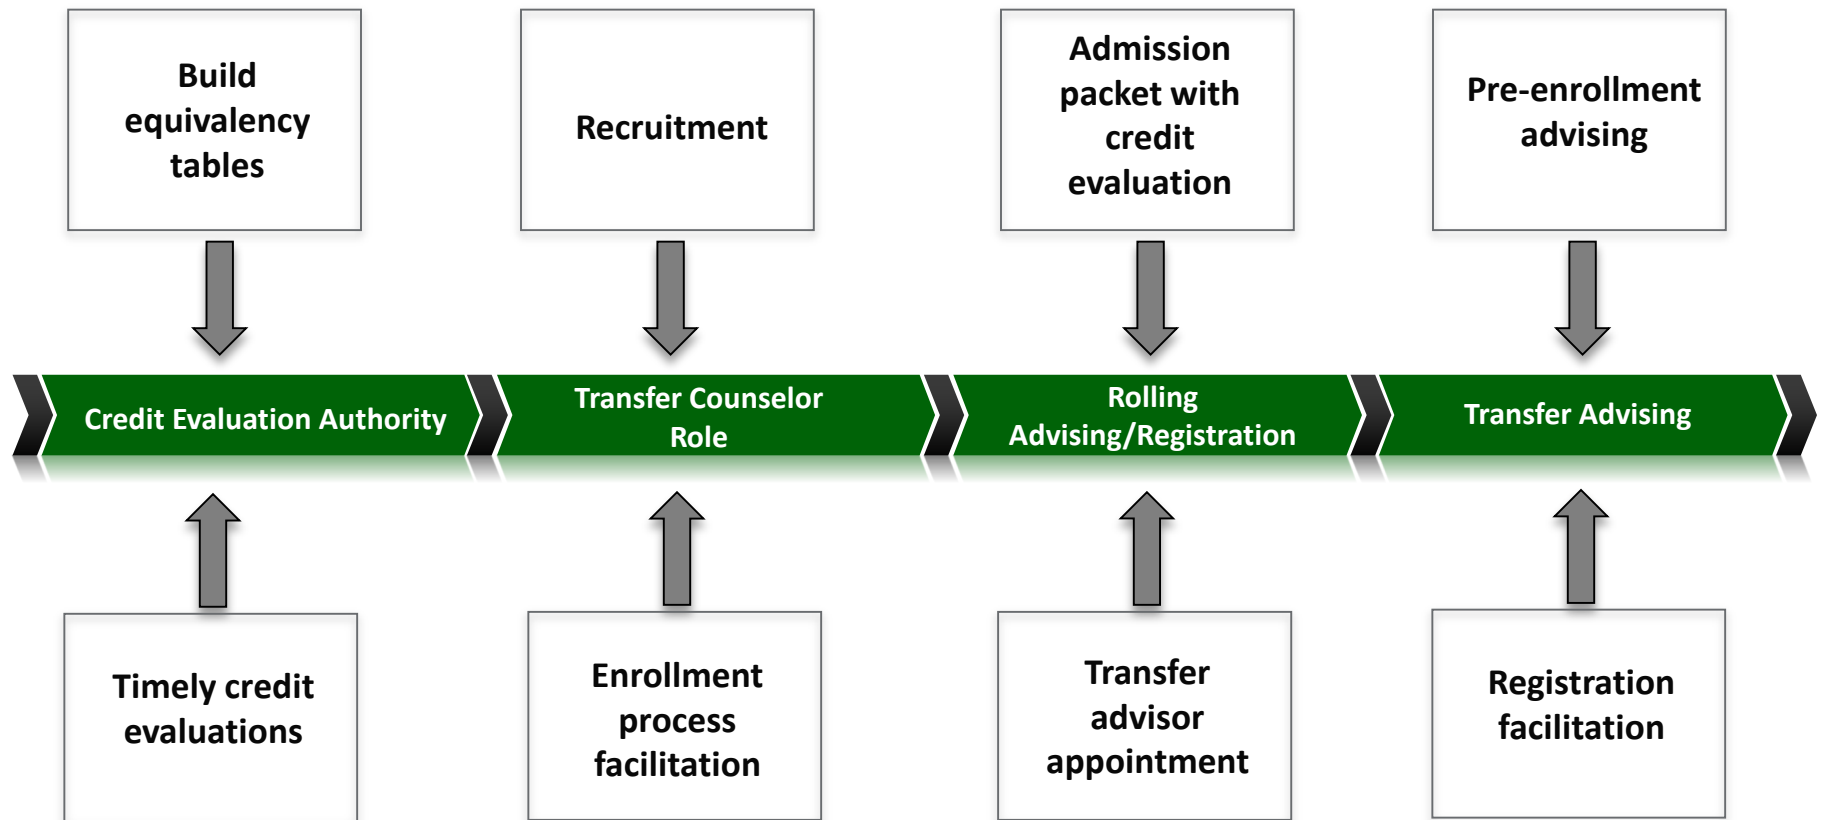 Build
equivalency
tables
Recruitment
Admission
packet with
credit
evaluation
Pre-enrollment
advising
Credit Evaluation Authority
Transfer Counselor
Role
Rolling
Advising/Registration
Transfer Advising
Timely credit
evaluations
Enrollment
process
facilitation
Transfer
advisor
appointment
Registration
facilitation